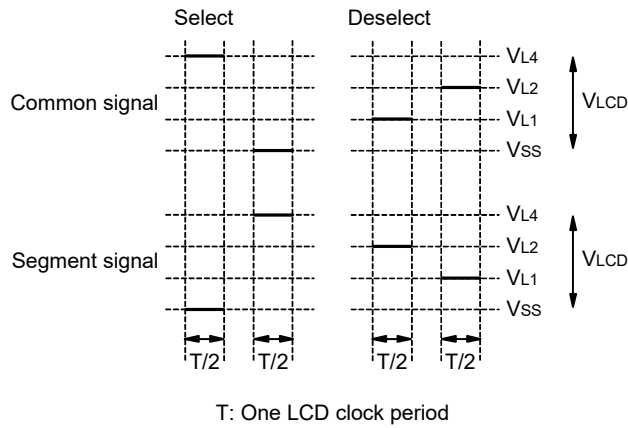 Select Deselect
VL4
VL2
Common signal VLCD
VL1
VSS
VL4
VL2
Segment signal VLCD
VL1
VSS
T/2 T/2 T/2 T/2
T: One LCD clock period